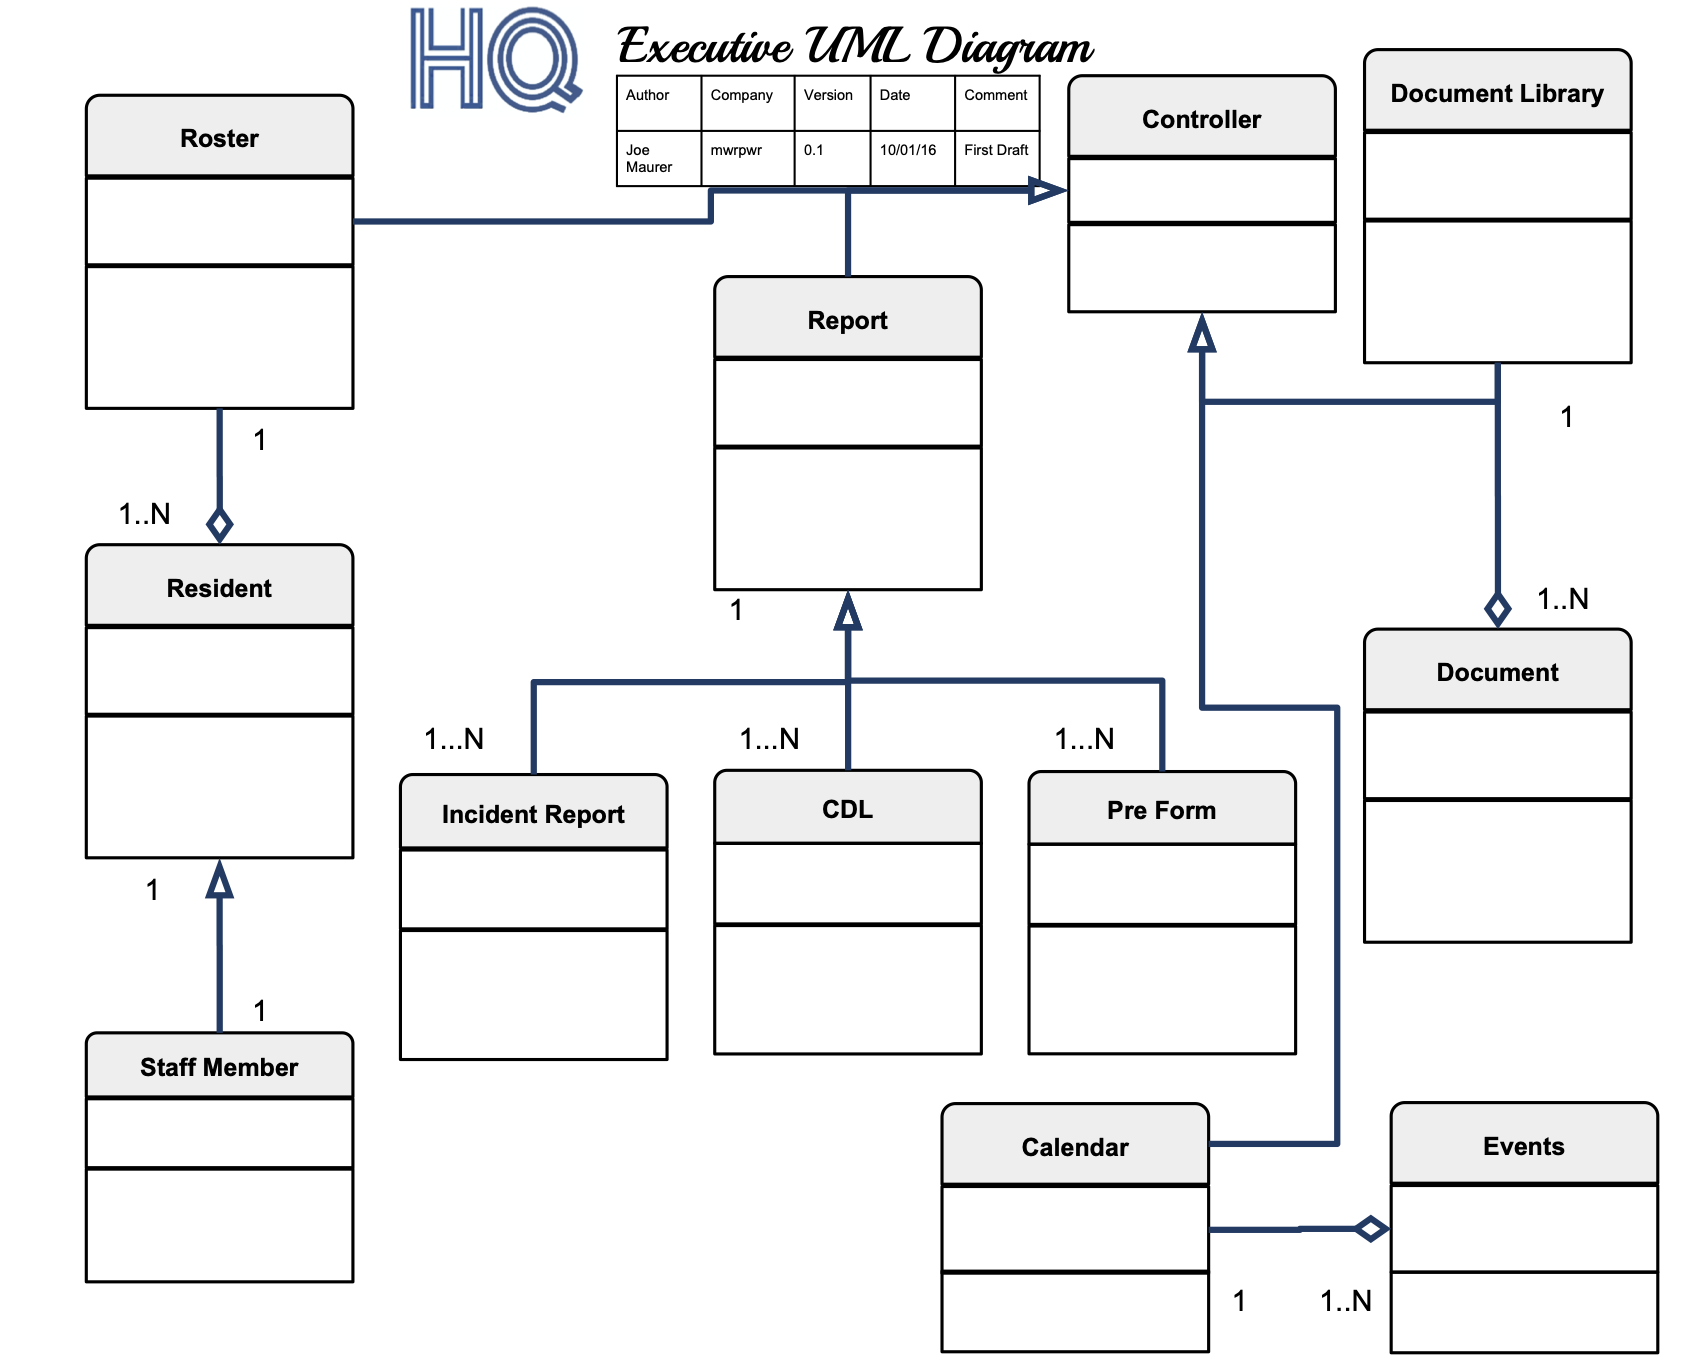 HQ
Executive UML Diagram
Author Company Version Date Comment
Joe Maurer mwrpwr 0.1 10/01/16 First Draft
Roster
Controller
Document Library
Report
1
1
1..N
Resident
1
1..N
Document
1...N
1...N
1...N
Incident Report
CDL
Pre Form
1
1
Staff Member
Calendar
Events
1
1..N